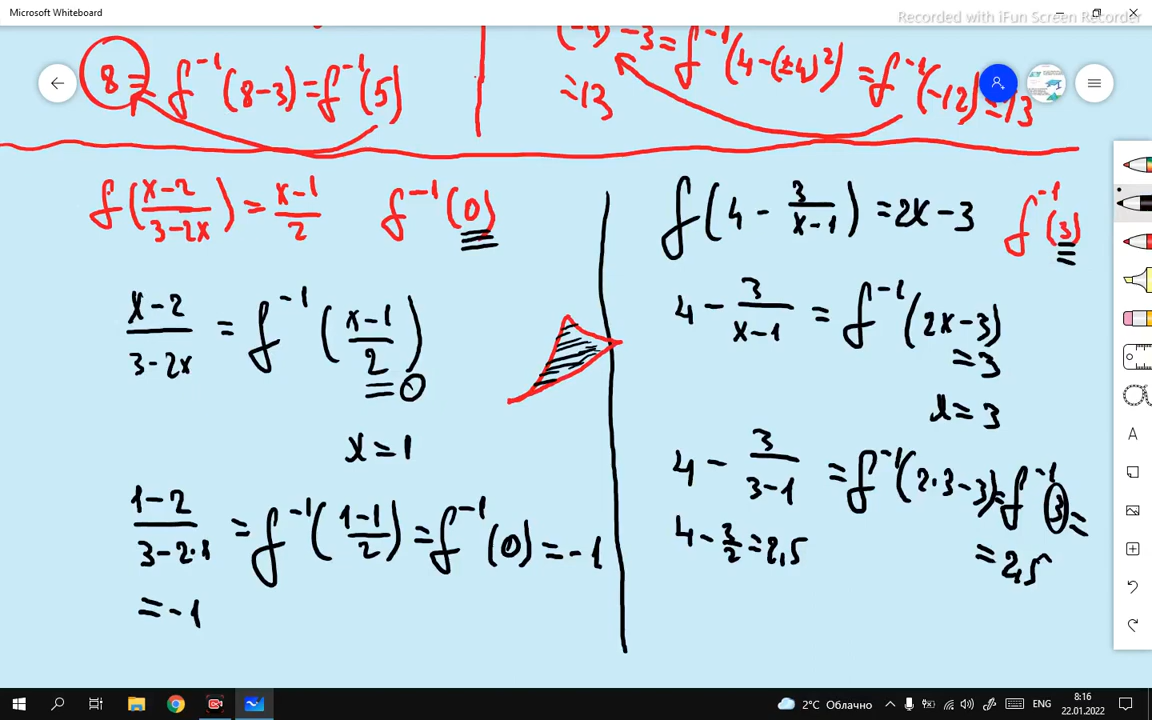 Microsoft Whiteboard
Recorded with iFun Screen Recorder
8 = f⁻¹(8-3) = f⁻¹(5)
-3 = f⁻¹(4-(±4)²) = f⁻¹(-12) = 13
=13
f((x-2)/(3-2x)) = (x-1)/2   f⁻¹(0)
(x-2)/(3-2x) = f⁻¹((x-1)/2)
= 0
x = 1
(1-2)/(3-2·1) = f⁻¹((1-1)/2) = f⁻¹(0) = -1
= -1
f(4 - 3/(x-1)) = 2x-3   f⁻¹(3)
4 - 3/(x-1) = f⁻¹(2x-3)
= 3
x = 3
4 - 3/(3-1) = f⁻¹(2·3-3) = f⁻¹(3) =
4 - 3/2 = 2,5
= 2,5
A
2°C Облачно
ENG
8:16
22.01.2022